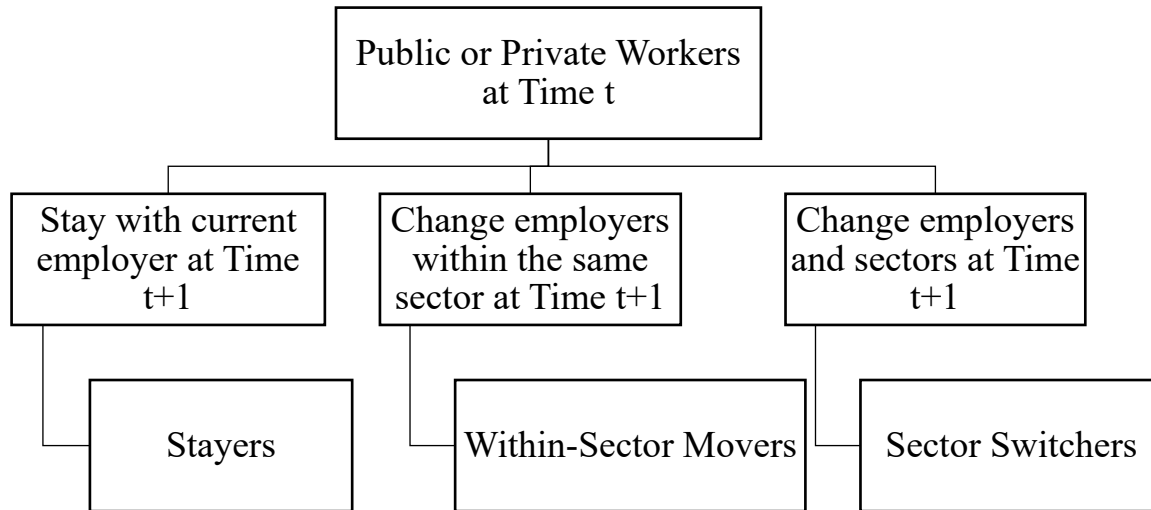 Public or Private Workers
at Time t
Stay with current
employer at Time
t+1
Change employers
within the same
sector at Time t+1
Change employers
and sectors at Time
t+1
Stayers
Within-Sector Movers
Sector Switchers